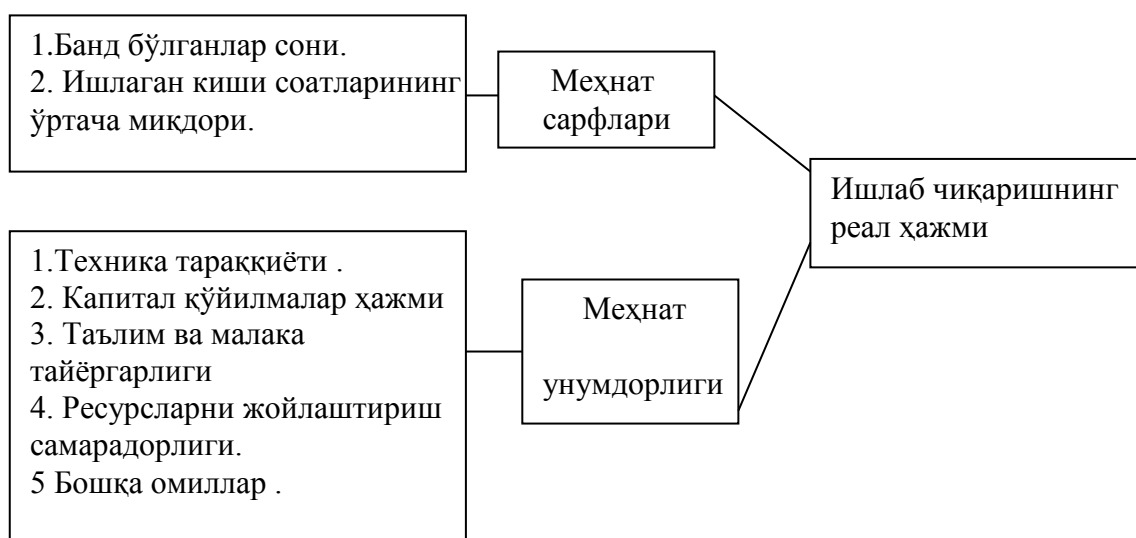 1.Банд бўлганлар сони.
2. Ишлаган киши соатларининг
ўртача миқдори.
Меҳнат
сарфлари
Ишлаб чиқаришнинг
реал ҳажми
1.Техника тараққиёти .
2. Капитал қўйилмалар ҳажми
3. Таълим ва малака
тайёргарлиги
4. Ресурсларни жойлаштириш
самарадорлиги.
5 Бошқа омиллар .
Меҳнат
унумдорлиги